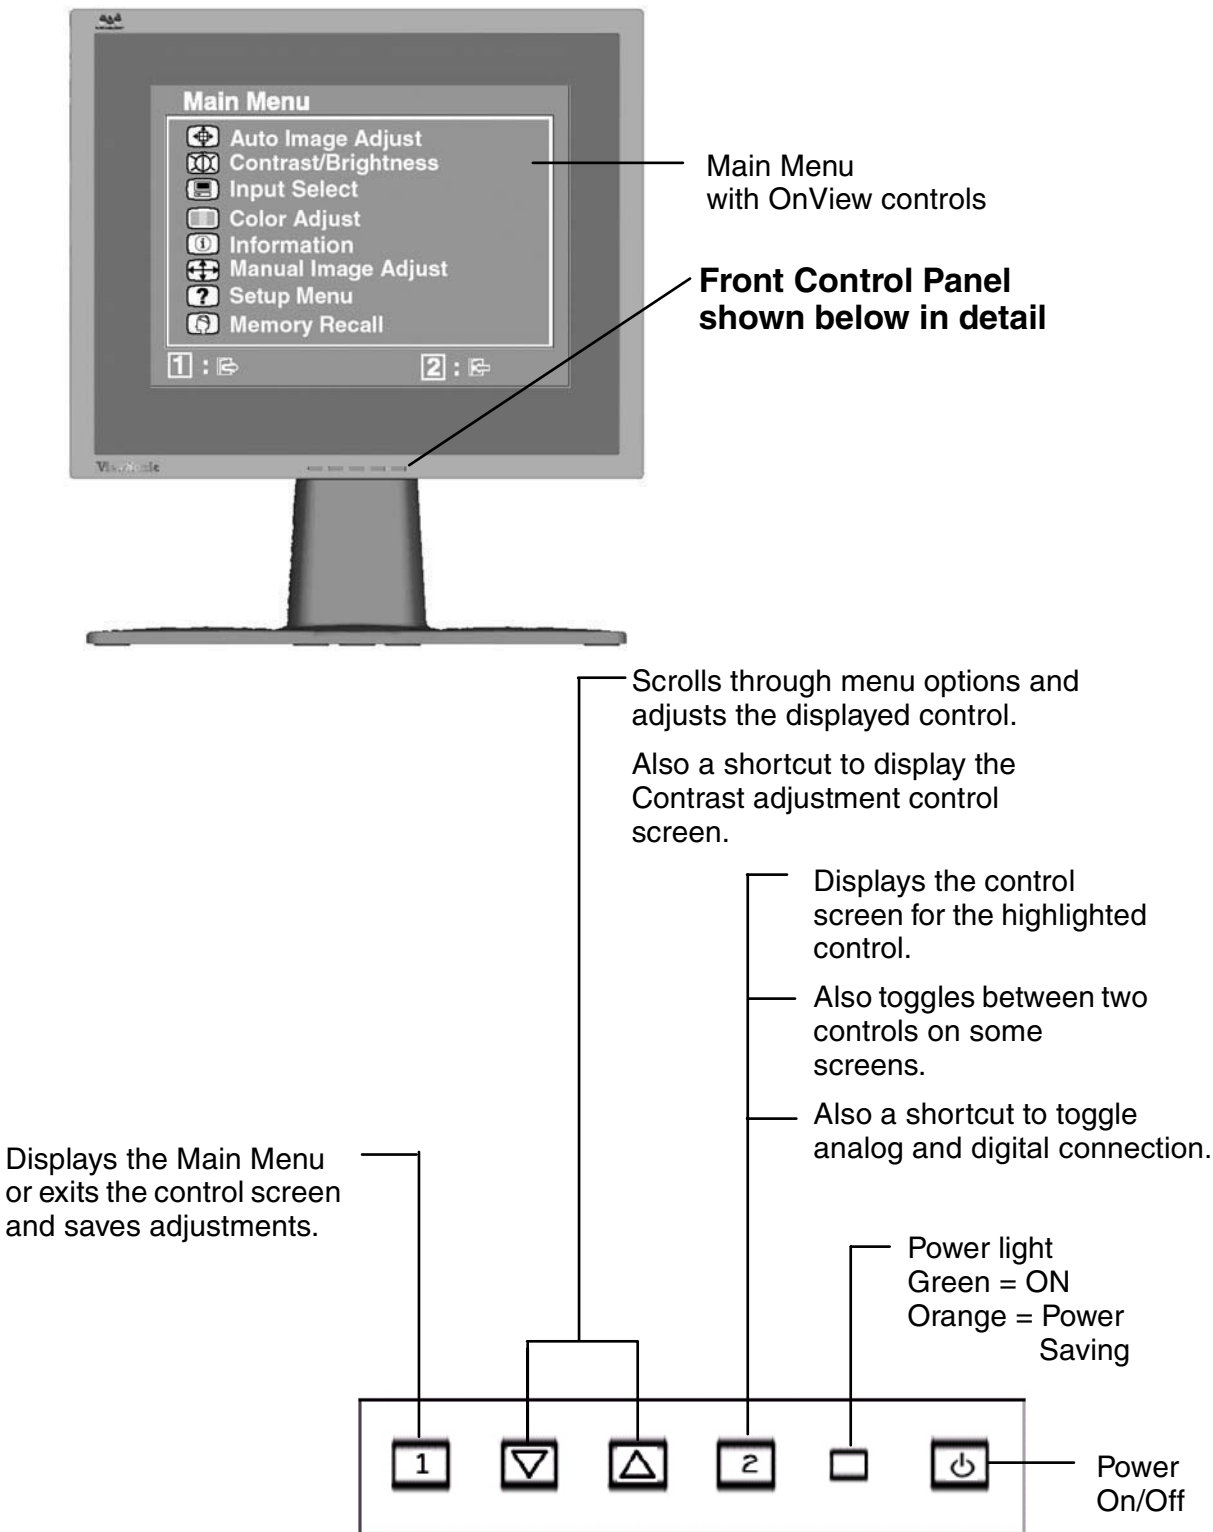 Main Menu
Auto Image Adjust
Contrast/Brightness
Input Select
Color Adjust
Information
Manual Image Adjust
Setup Menu
Memory Recall
1 :
2 :
Main Menu
with OnView controls
Front Control Panel
shown below in detail
ViewSonic
Scrolls through menu options and
adjusts the displayed control.
Also a shortcut to display the
Contrast adjustment control
screen.
Displays the control
screen for the highlighted
control.
Also toggles between two
controls on some
screens.
Also a shortcut to toggle
analog and digital connection.
Displays the Main Menu
or exits the control screen
and saves adjustments.
Power light
Green = ON
Orange = Power
Saving
1
2
Power
On/Off